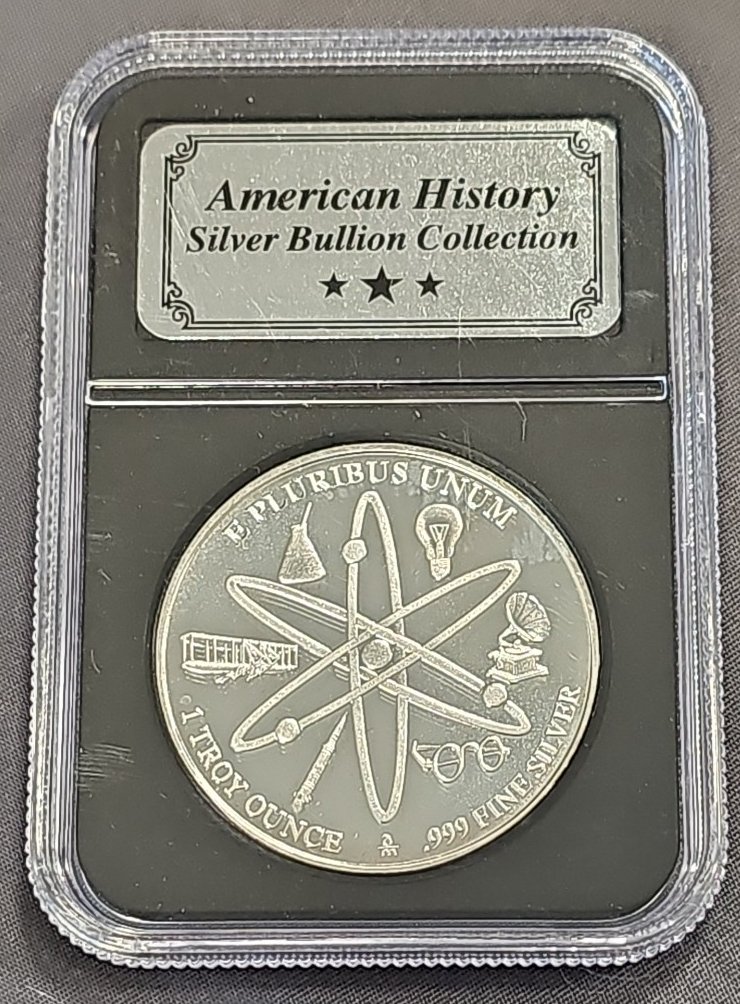 American History
Silver Bullion Collection
E PLURIBUS UNUM
1 TROY OUNCE
.999 FINE SILVER